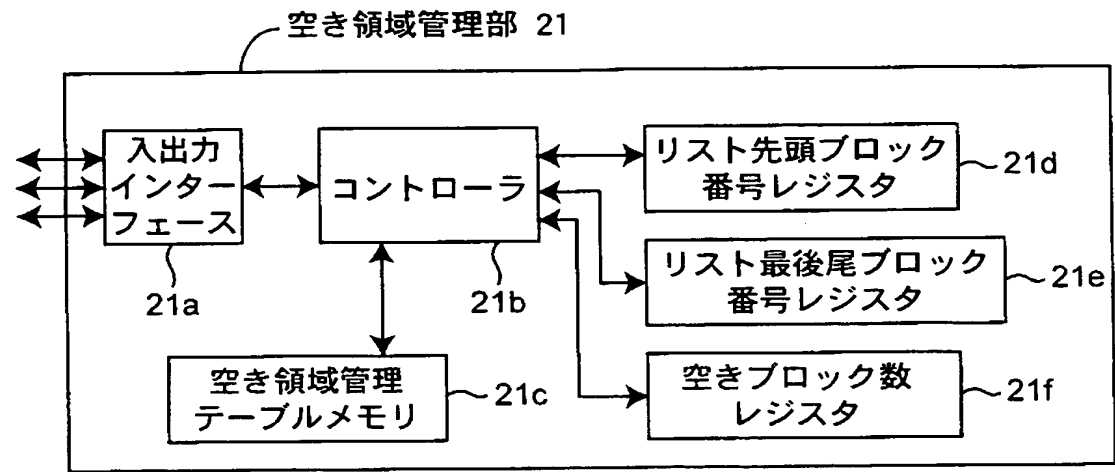 空き領域管理部 21
入出力
インター
フェース
21a
コントローラ
21b
空き領域管理
テーブルメモリ
21c
リスト先頭ブロック
番号レジスタ
21d
リスト最後尾ブロック
番号レジスタ
21e
空きブロック数
レジスタ
21f